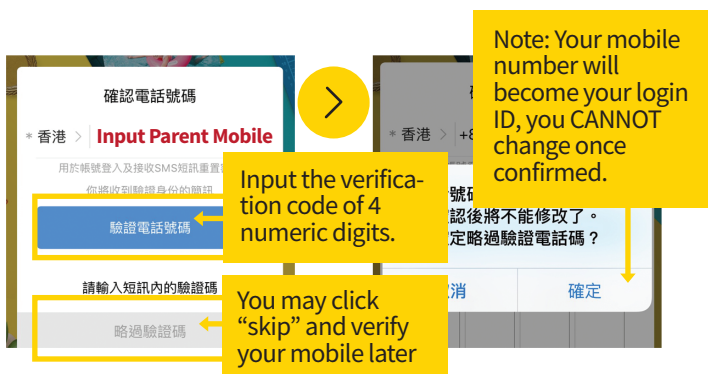 確認電話號碼
* 香港 > Input Parent Mobile
用於帳號登入及接收SMS短訊重置
你將收到驗證身份的簡訊
驗證電話號碼
請輸入短訊內的驗證碼
略過驗證碼
Input the verifica-
tion code of 4
numeric digits.
You may click
“skip” and verify
your mobile later
>
Note: Your mobile
number will
become your login
ID, you CANNOT
change once
confirmed.
* 香港 > +8
號碼
認後將不能修改了。
定略過驗證電話碼？
消
確定